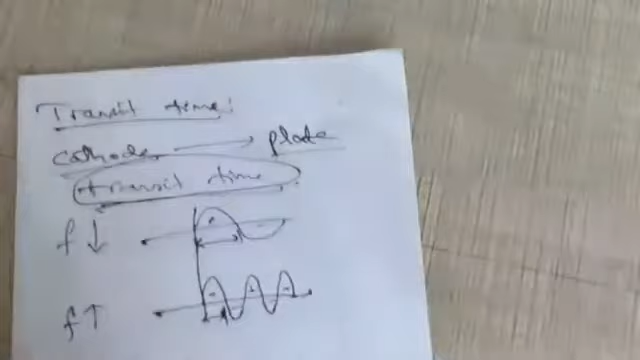 Transit time:
cathode → plate
transit time
f ↓
f ↑